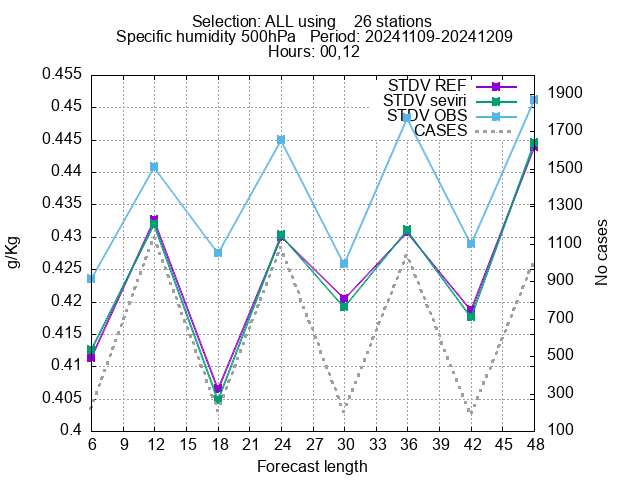 Selection: ALL using    26 stations
Specific humidity 500hPa   Period: 20241109-20241209
Hours: 00,12
STDV REF
STDV seviri
STDV OBS
CASES
0.455
0.45
0.445
0.44
0.435
0.43
0.425
0.42
0.415
0.41
0.405
0.4
g/Kg
1900
1700
1500
1300
1100
900
700
500
300
100
No cases
6 9 12 15 18 21 24 27 30 33 36 39 42 45 48
Forecast length